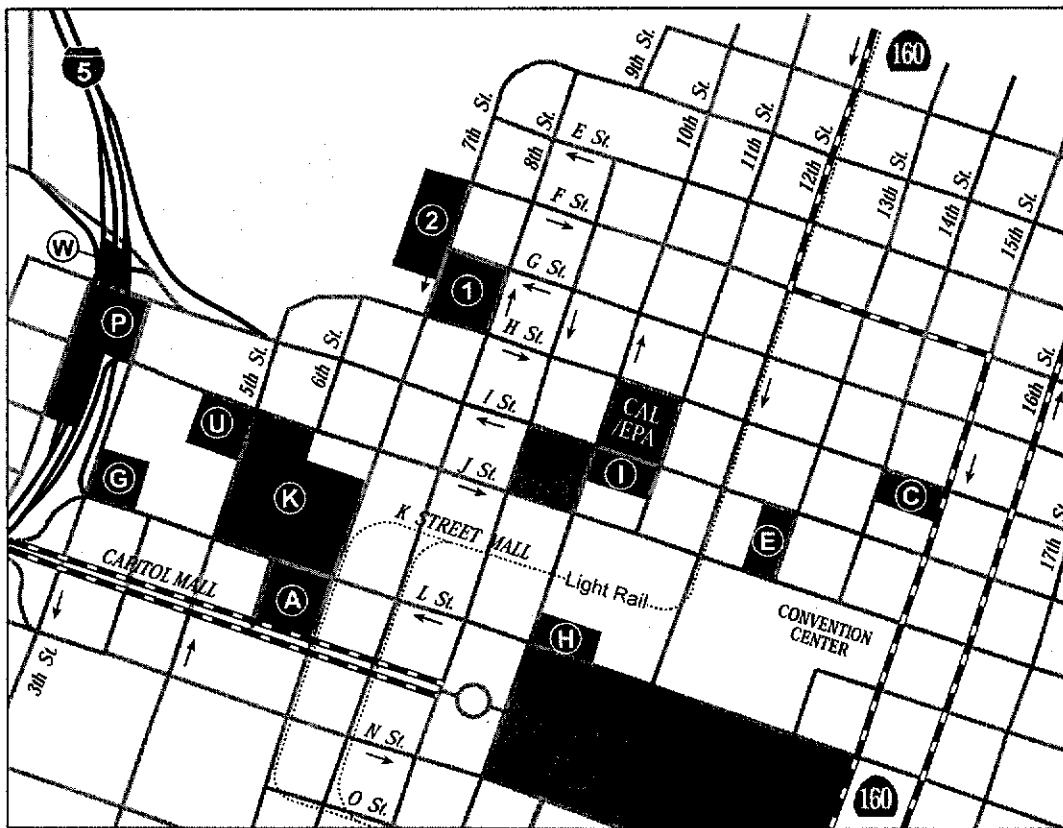 160
5
9th St.
10th St.
11th St.
12th St.
13th St.
14th St.
15th St.
16th St.
17th S
7th St.
8th St.
E St.
F St.
G St.
H St.
I St.
J St.
K STREET MALL
L St.
N St.
O St.
5th St.
6th St.
3th St.
W
P
U
G
K
A
2
1
CAL
/EPA
I
E
C
H
Light Rail
CAPITOL MALL
CONVENTION
CENTER
160